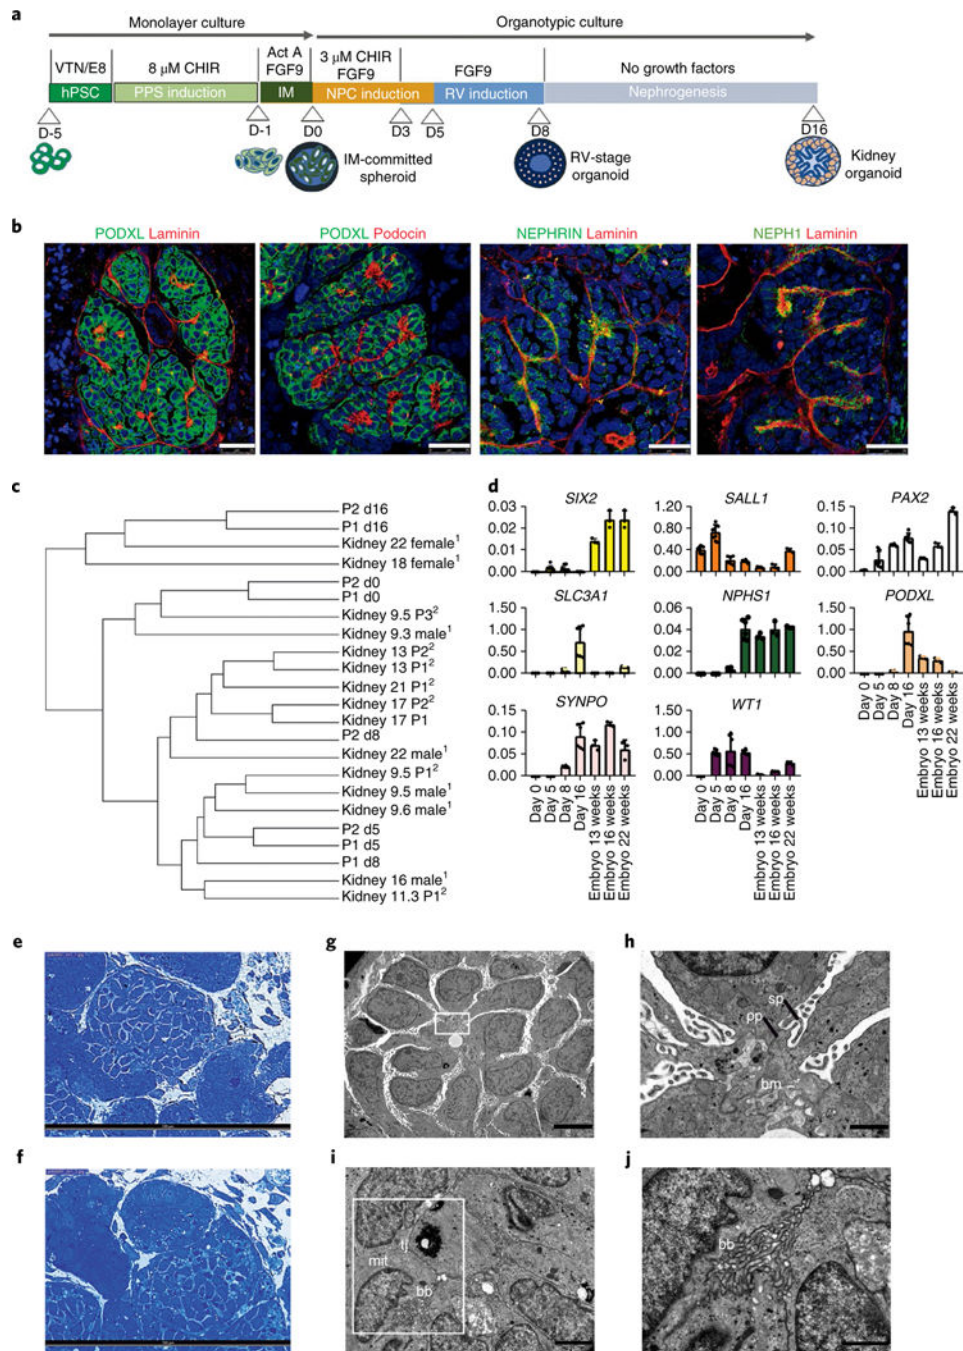 a
Monolayer culture Organotypic culture
VTN/E8 8 µM CHIR Act A FGF9 3 µM CHIR FGF9 FGF9 No growth factors
hPSC PPS induction IM NPC induction RV induction Nephrogenesis
D-5 D-1 D0 D3 D5 D8 D16
IM-committed spheroid
RV-stage organoid
Kidney organoid
b
PODXL Laminin PODXL Podocin NEPHRIN Laminin NEPH1 Laminin
c
P2 d16
P1 d16
Kidney 22 female¹
Kidney 18 female¹
P2 d0
P1 d0
Kidney 9.5 P3²
Kidney 9.3 male¹
Kidney 13 P2²
Kidney 13 P1²
Kidney 21 P1²
Kidney 17 P2²
Kidney 17 P1
P2 d8
Kidney 22 male¹
Kidney 9.5 P1²
Kidney 9.5 male¹
Kidney 9.6 male¹
P2 d5
P1 d5
P1 d8
Kidney 16 male¹
Kidney 11.3 P1²
d
SIX2
0.03
0.02
0.01
0.00
SALL1
1.20
0.80
0.40
0.00
PAX2
0.15
0.10
0.05
0.00
SLC3A1
1.50
1.00
0.50
0.00
NPHS1
0.06
0.04
0.02
0.00
PODXL
1.50
1.00
0.50
0.00
SYNPO
0.15
0.10
0.05
0.00
WT1
1.50
1.00
0.50
0.00
Day 0
Day 5
Day 8
Day 16
Embryo 13 weeks
Embryo 16 weeks
Embryo 22 weeks
Day 0
Day 5
Day 8
Day 16
Embryo 13 weeks
Embryo 16 weeks
Embryo 22 weeks
Day 0
Day 5
Day 8
Day 16
Embryo 13 weeks
Embryo 16 weeks
Embryo 22 weeks
e
g
h
sp
pp
bm
f
i
tj
mit
bb
j
bb